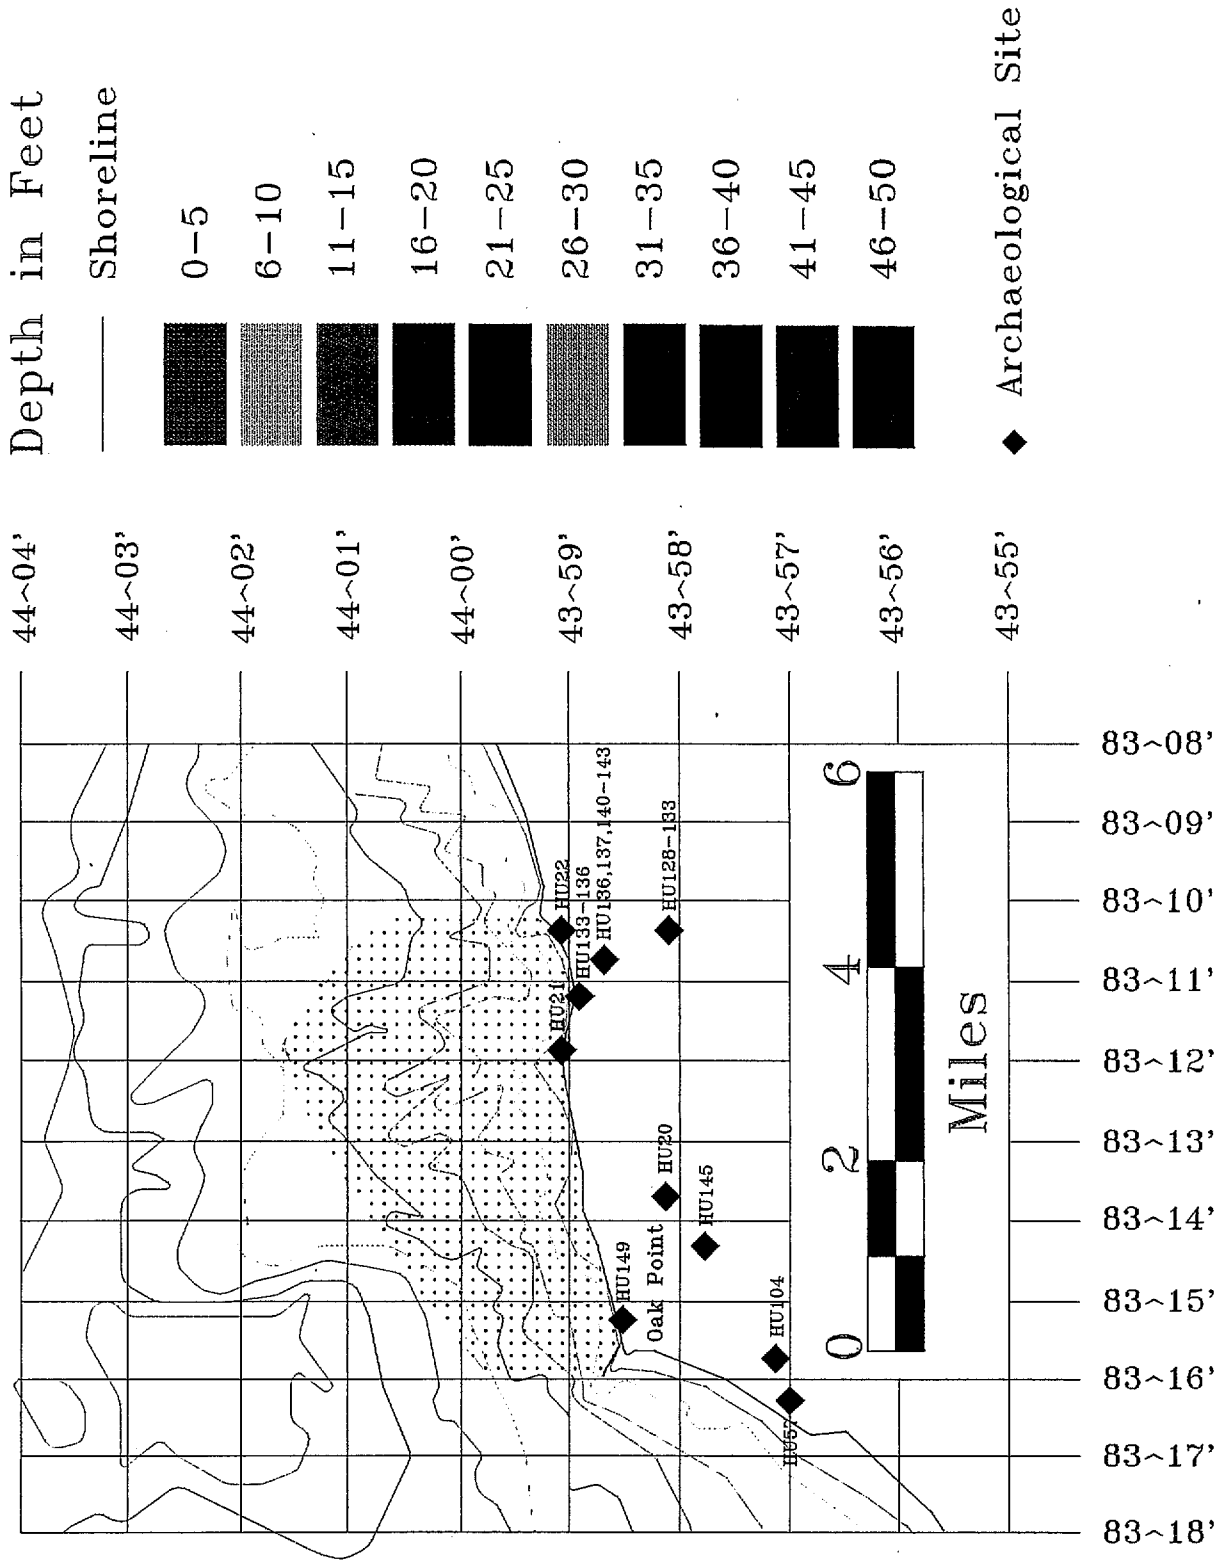 Depth in Feet
Shoreline
0-5
6-10
11-15
16-20
21-25
26-30
31-35
36-40
41-45
46-50
Archaeological Site
44~04'
44~03'
44~02'
44~01'
44~00'
43~59'
43~58'
43~57'
43~56'
43~55'
HU22
HU133-136
HU136,137,140-143
HU128-133
HU21
HU20
HU145
HU149
Oak Point
HU104
HU57
0
2
4
6
Miles
83~08'
83~09'
83~10'
83~11'
83~12'
83~13'
83~14'
83~15'
83~16'
83~17'
83~18'